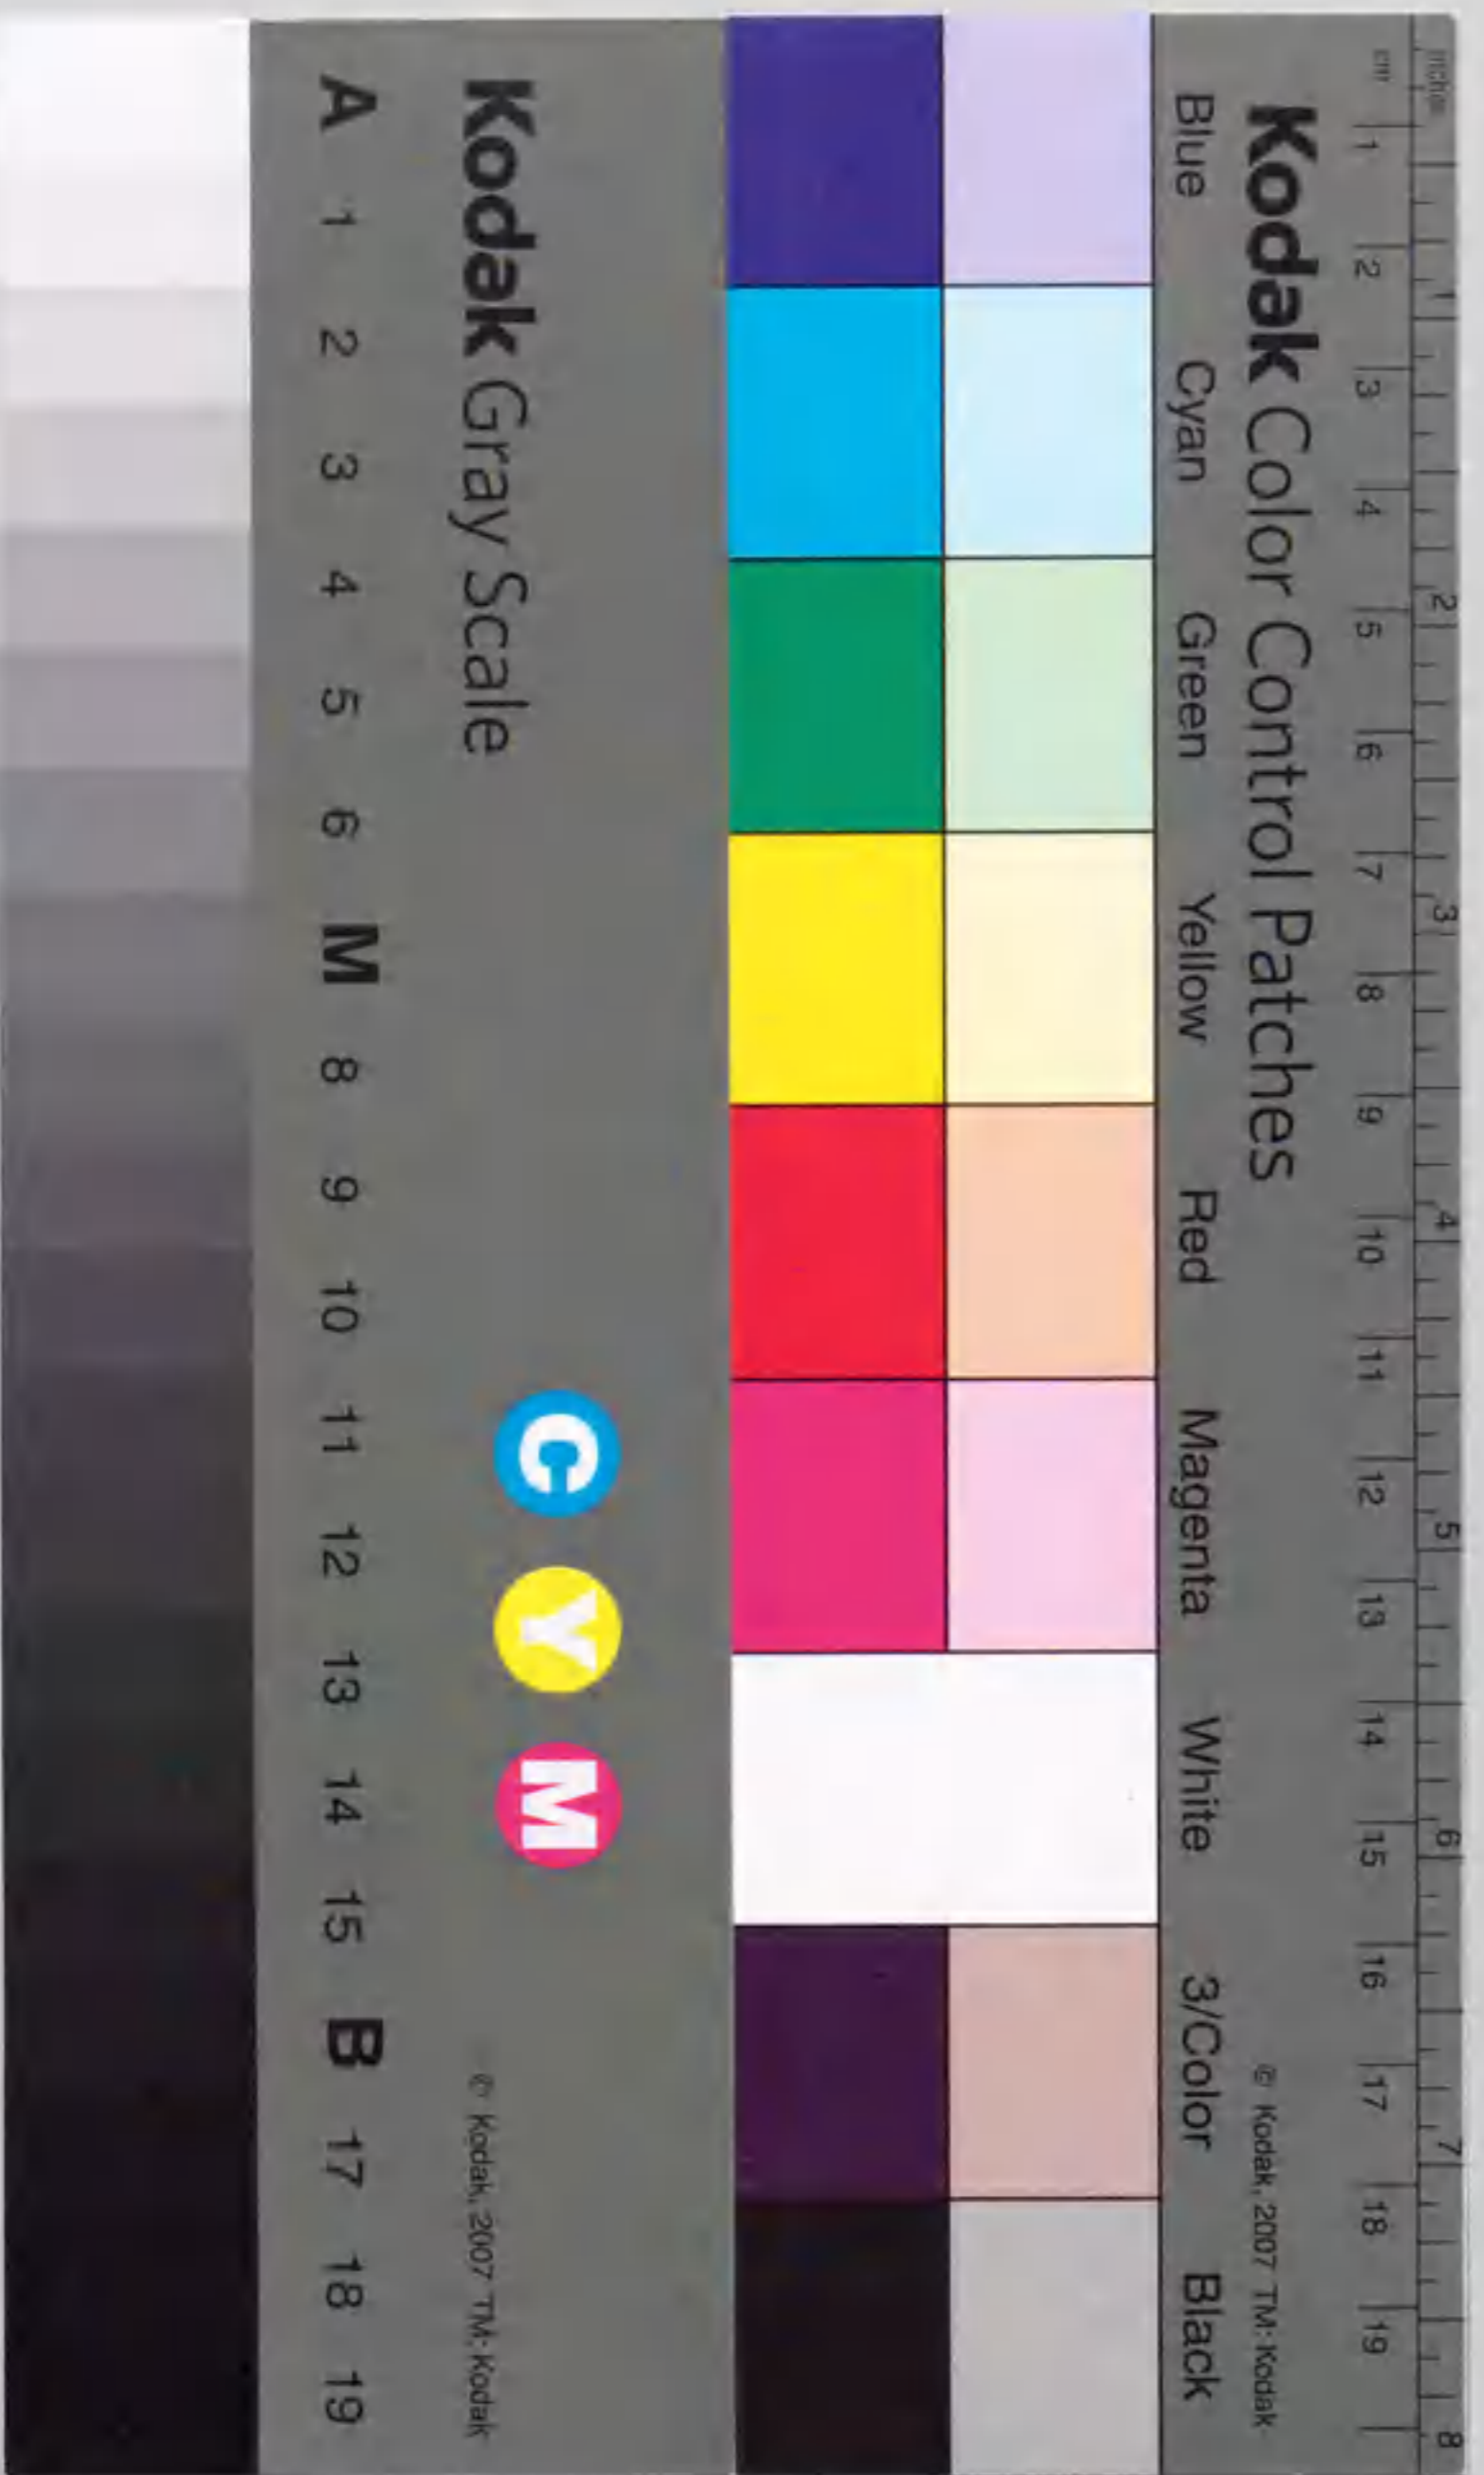 inches
cm
1 2 3 4 5 6 7 8
1 2 3 4 5 6 7 8 9 10 11 12 13 14 15 16 17 18 19
Kodak Color Control Patches
© Kodak, 2007 TM: Kodak
Blue Cyan Green Yellow Red Magenta White 3/Color Black
C Y M
Kodak Gray Scale
© Kodak, 2007 TM: Kodak
A 1 2 3 4 5 6 M 8 9 10 11 12 13 14 15 B 17 18 19